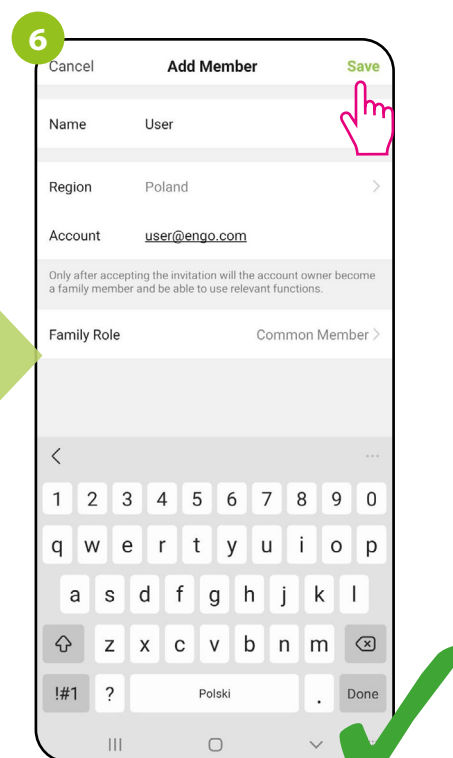 6
Cancel Add Member Save
Name User
Region Poland >
Account user@engo.com
Only after accepting the invitation will the account owner become
a family member and be able to use relevant functions.
Family Role Common Member >
< ...
1 2 3 4 5 6 7 8 9 0
q w e r t y u i o p
a s d f g h j k l
z x c v b n m
!#1 ? Polski . Done